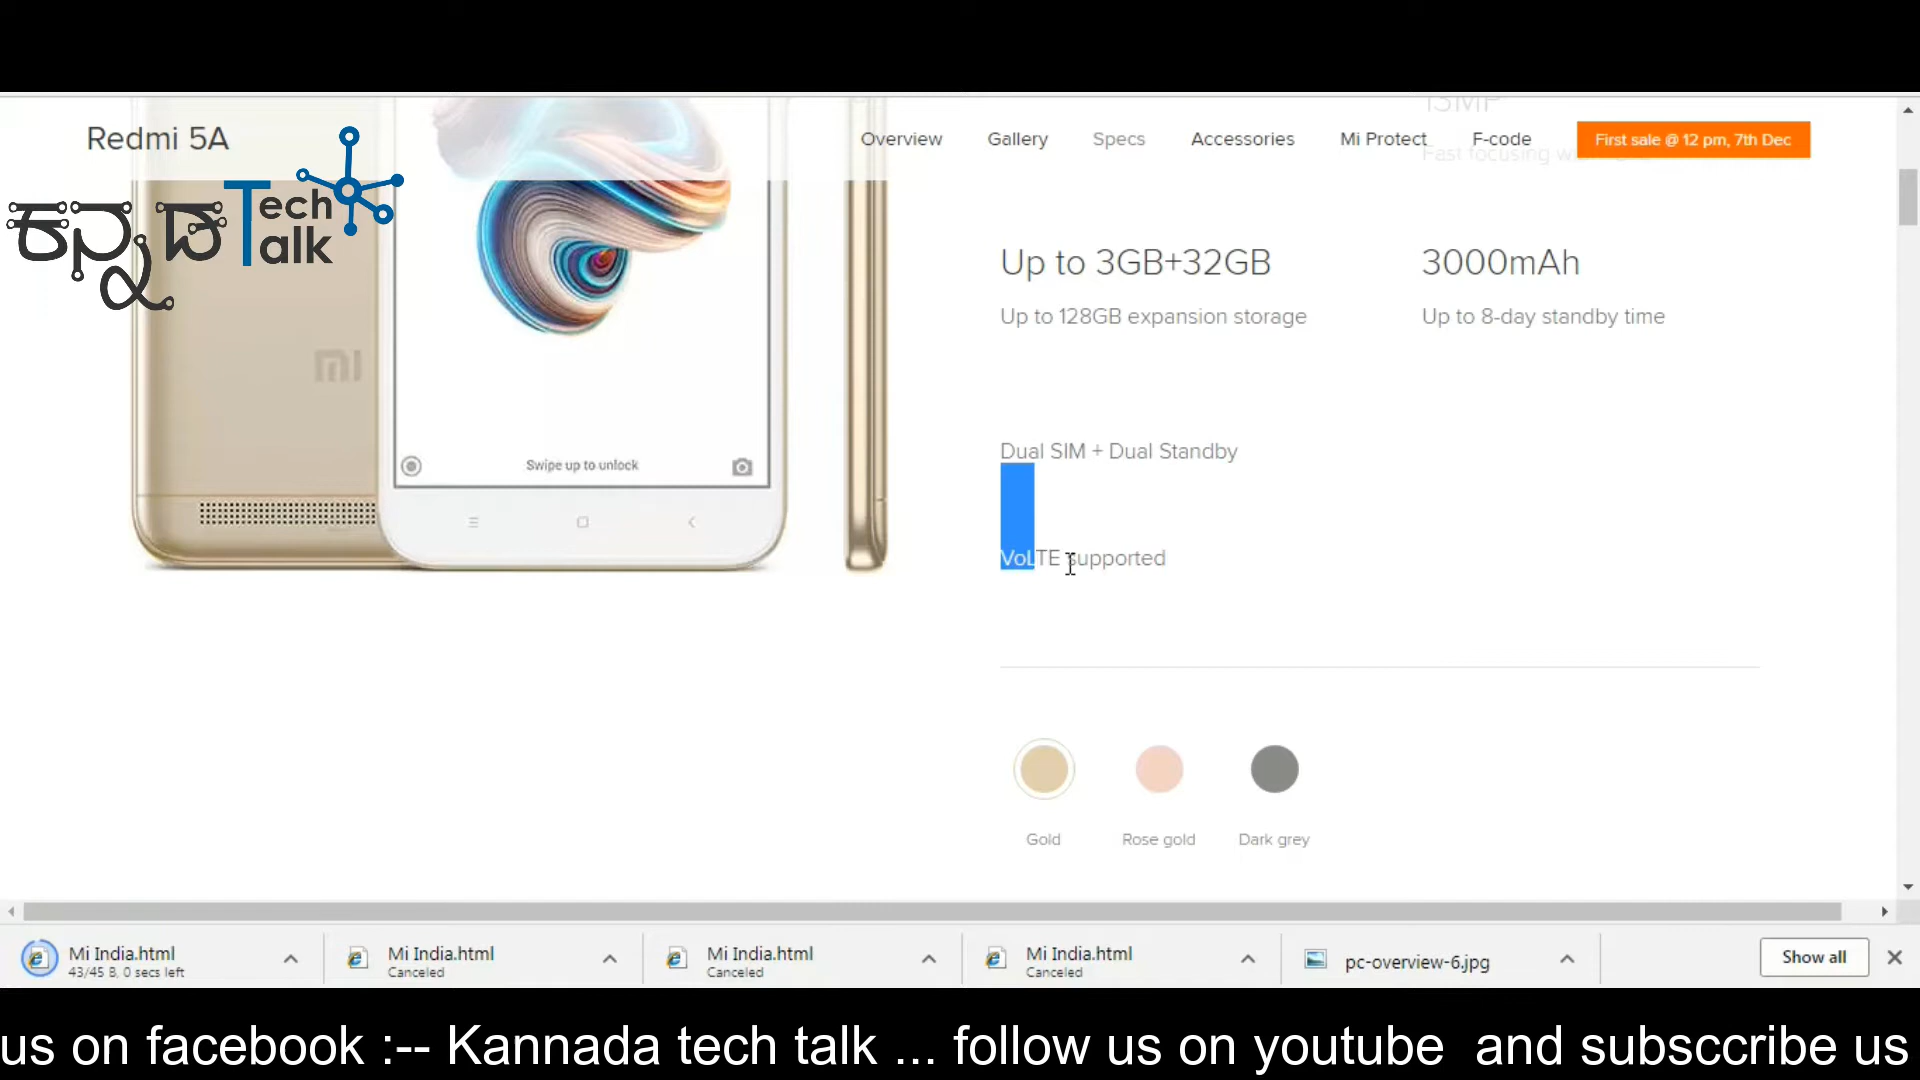 Redmi 5A
Overview
Gallery
Specs
Accessories
Mi Protect
F-code
First sale @ 12 pm, 7th Dec
13MP
Fast focusing
ಕನ್ನಡ Tech Talk
Up to 3GB+32GB
Up to 128GB expansion storage
3000mAh
Up to 8-day standby time
Dual SIM + Dual Standby
VoLTE supported
mi
Swipe up to unlock
Gold
Rose gold
Dark grey
Mi India.html
43/45 B, 0 secs left
Mi India.html
Canceled
Mi India.html
Canceled
Mi India.html
Canceled
pc-overview-6.jpg
Show all
us on facebook :-- Kannada tech talk ... follow us on youtube and subsccribe us